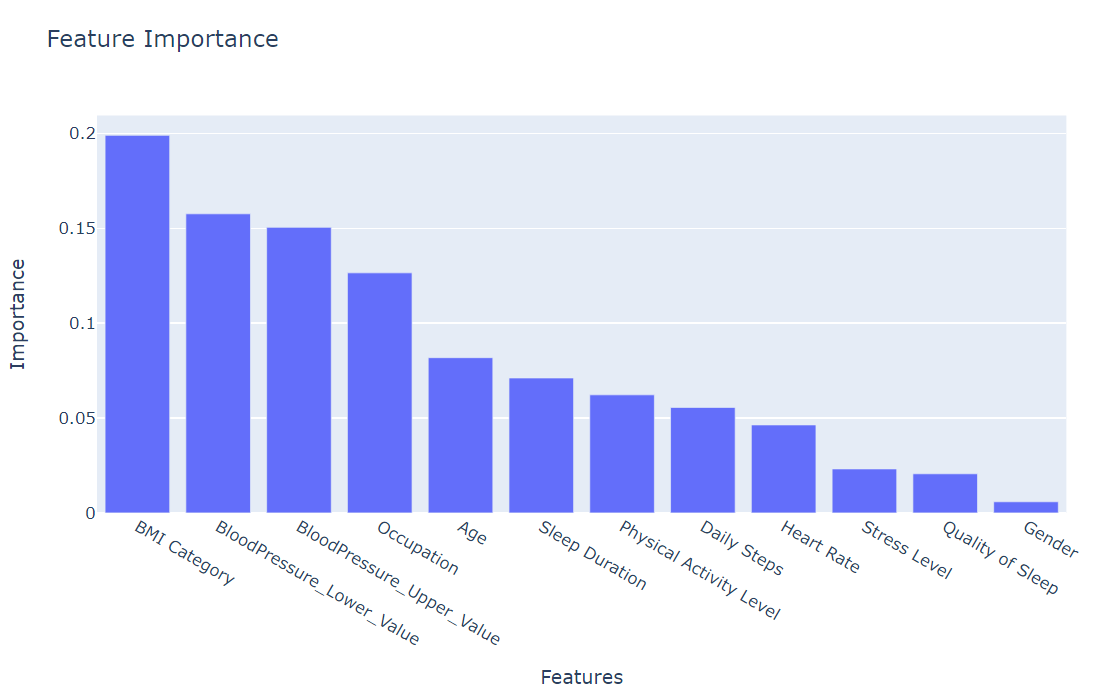 Feature Importance
Importance
0.2
0.15
0.1
0.05
0
BMI Category
BloodPressure_Lower_Value
BloodPressure_Upper_Value
Occupation
Age
Sleep Duration
Physical Activity Level
Daily Steps
Heart Rate
Stress Level
Quality of Sleep
Gender
Features